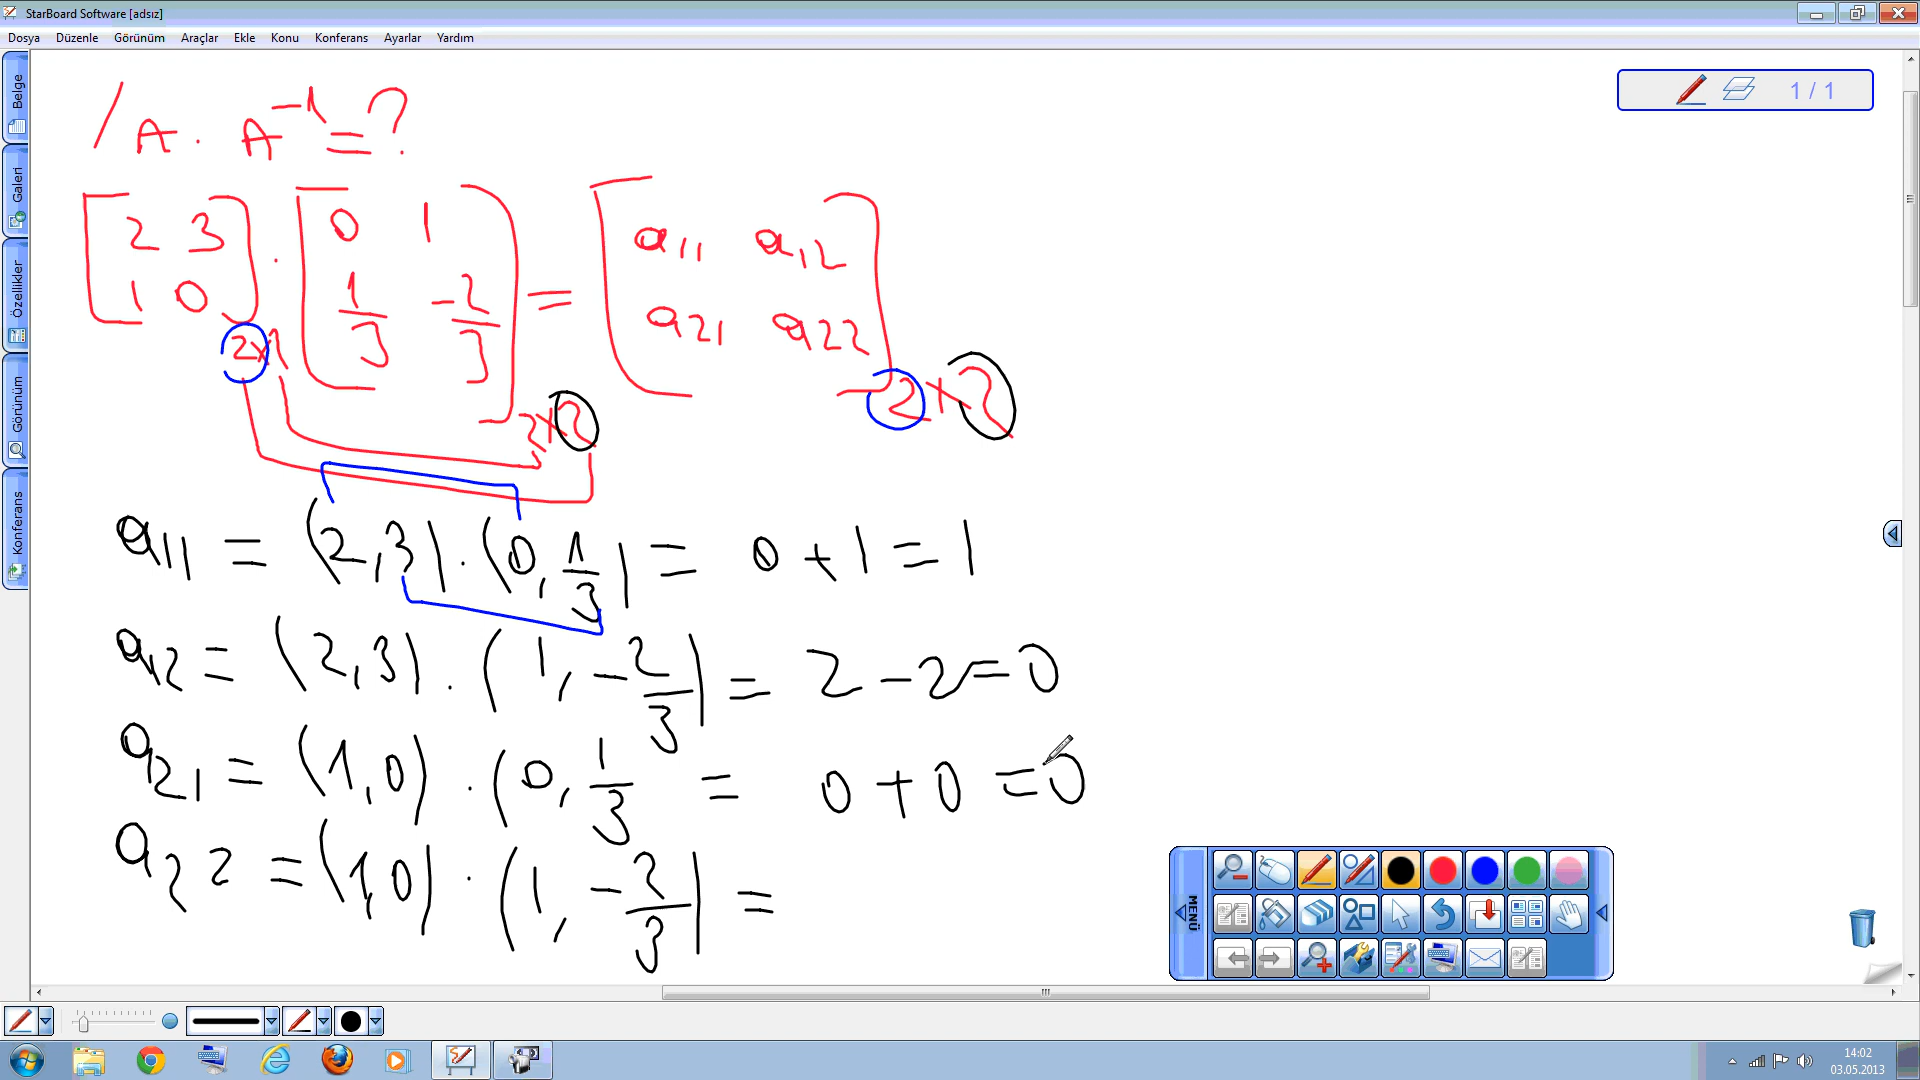 StarBoard Software [adsız]
Dosya Düzenle Görünüm Araçlar Ekle Konu Konferans Ayarlar Yardım
Belge
Galeri
Özellikler
Görünüm
Konferans
1 / 1
/ A . A⁻¹ = ?
[2 3] . [0 1] = [a11 a12]
[1 0] [1/3 -2/3] [a21 a22]
2x2 2x2 2x2
a11 = (2,3) . (0, 1/3) = 0 + 1 = 1
a12 = (2,3) . (1, -2/3) = 2 - 2 = 0
a21 = (1,0) . (0, 1/3 = 0 + 0 = 0
a22 = (1,0) . (1, -2/3) =
MENÜ
14:02
03.05.2013